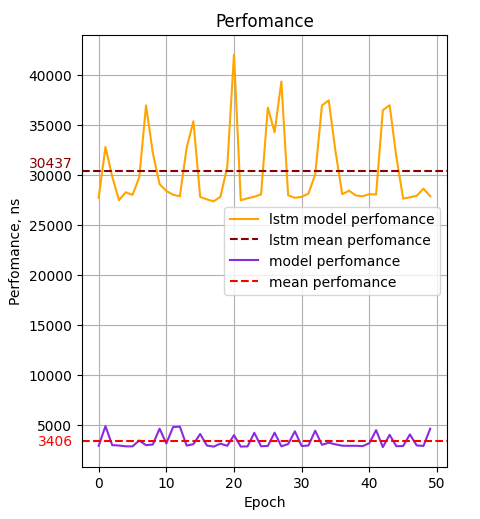 Perfomance
40000
35000
30437
30000
25000
20000
15000
10000
5000
3406
Perfomance, ns
lstm model perfomance
lstm mean perfomance
model perfomance
mean perfomance
0 10 20 30 40 50
Epoch